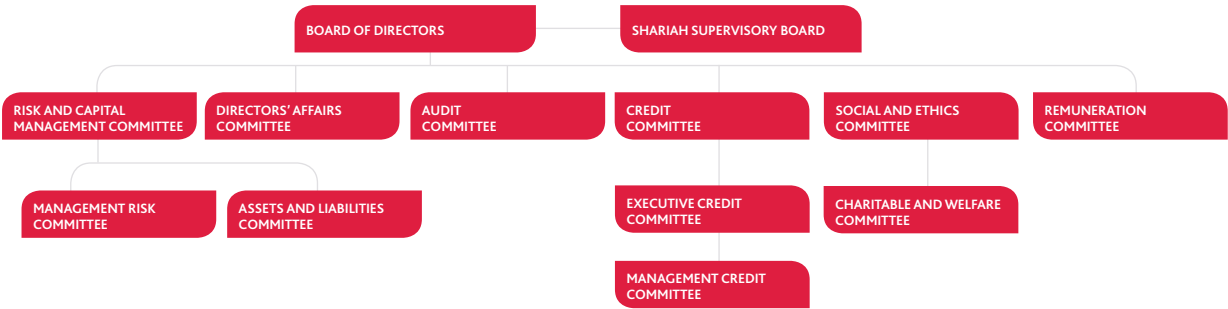 BOARD OF DIRECTORS
SHARIAH SUPERVISORY BOARD
RISK AND CAPITAL
MANAGEMENT COMMITTEE
DIRECTORS' AFFAIRS
COMMITTEE
AUDIT
COMMITTEE
CREDIT
COMMITTEE
SOCIAL AND ETHICS
COMMITTEE
REMUNERATION
COMMITTEE
MANAGEMENT RISK
COMMITTEE
ASSETS AND LIABILITIES
COMMITTEE
EXECUTIVE CREDIT
COMMITTEE
CHARITABLE AND WELFARE
COMMITTEE
MANAGEMENT CREDIT
COMMITTEE